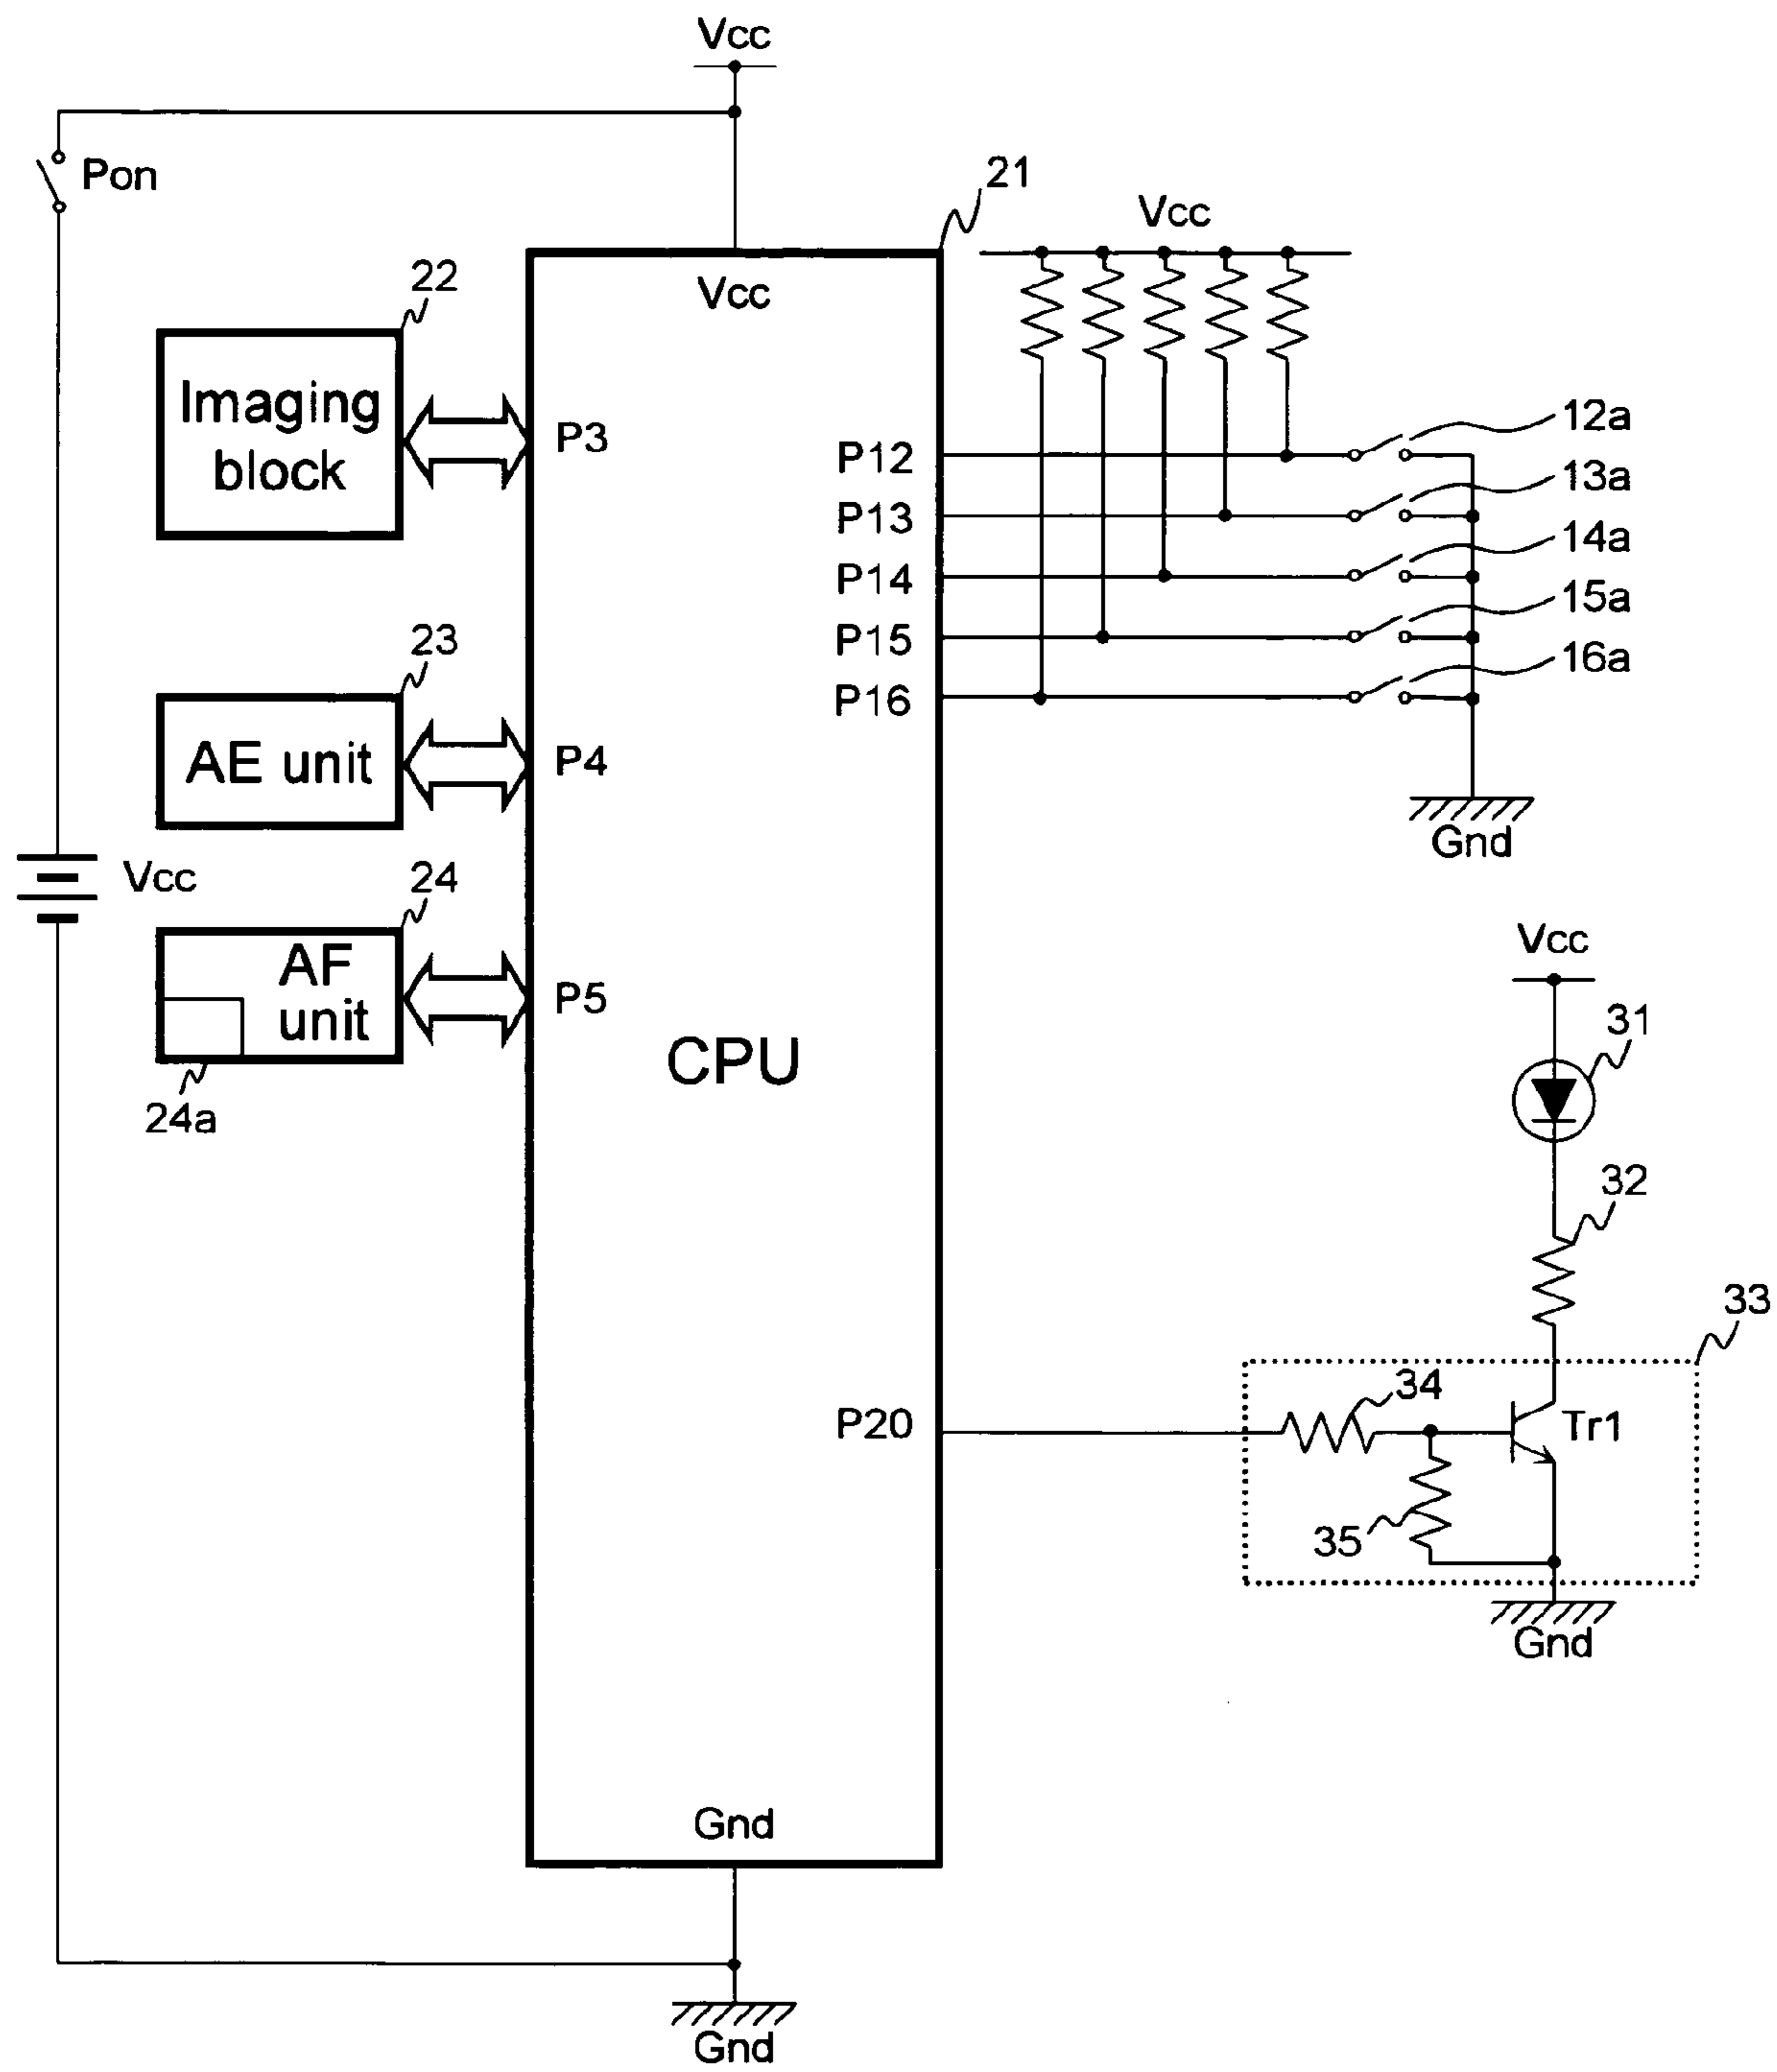 Vcc
Pon
21
Vcc
22
Vcc
Imaging
block
P3
P12
12a
P13
13a
P14
14a
P15
15a
P16
16a
23
AE unit
P4
Gnd
Vcc
24
AF
unit
P5
24a
CPU
Vcc
31
32
33
34
P20
Tr1
35
Gnd
Gnd
Gnd